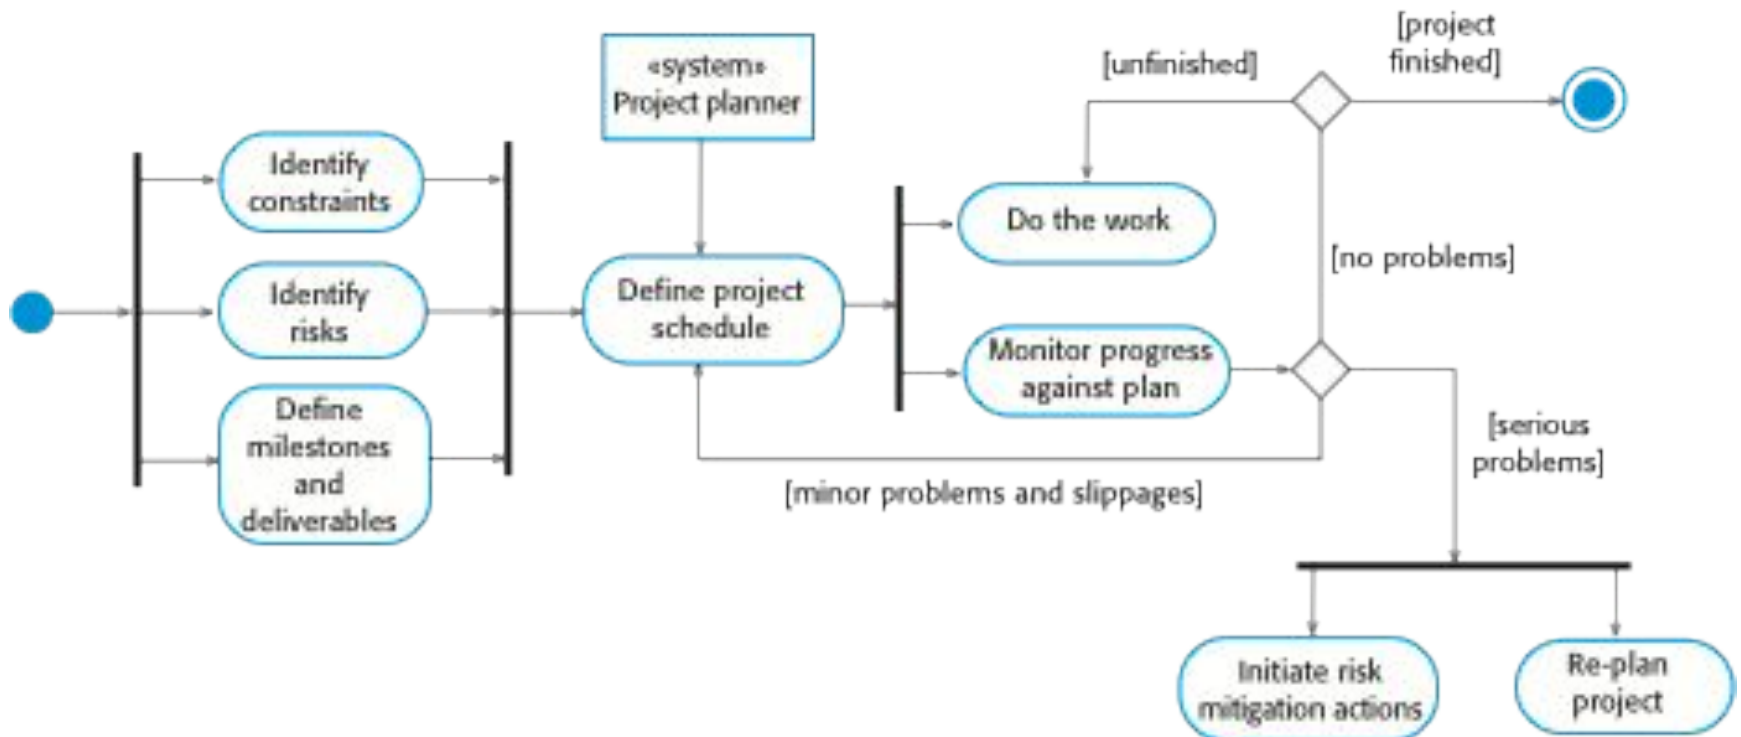 Identify
constraints
Identify
risks
Define
milestones
and
deliverables
«system»
Project planner
Define project
schedule
[unfinished]
[project
finished]
Do the work
[no problems]
Monitor progress
against plan
[minor problems and slippages]
[serious
problems]
Initiate risk
mitigation actions
Re-plan
project